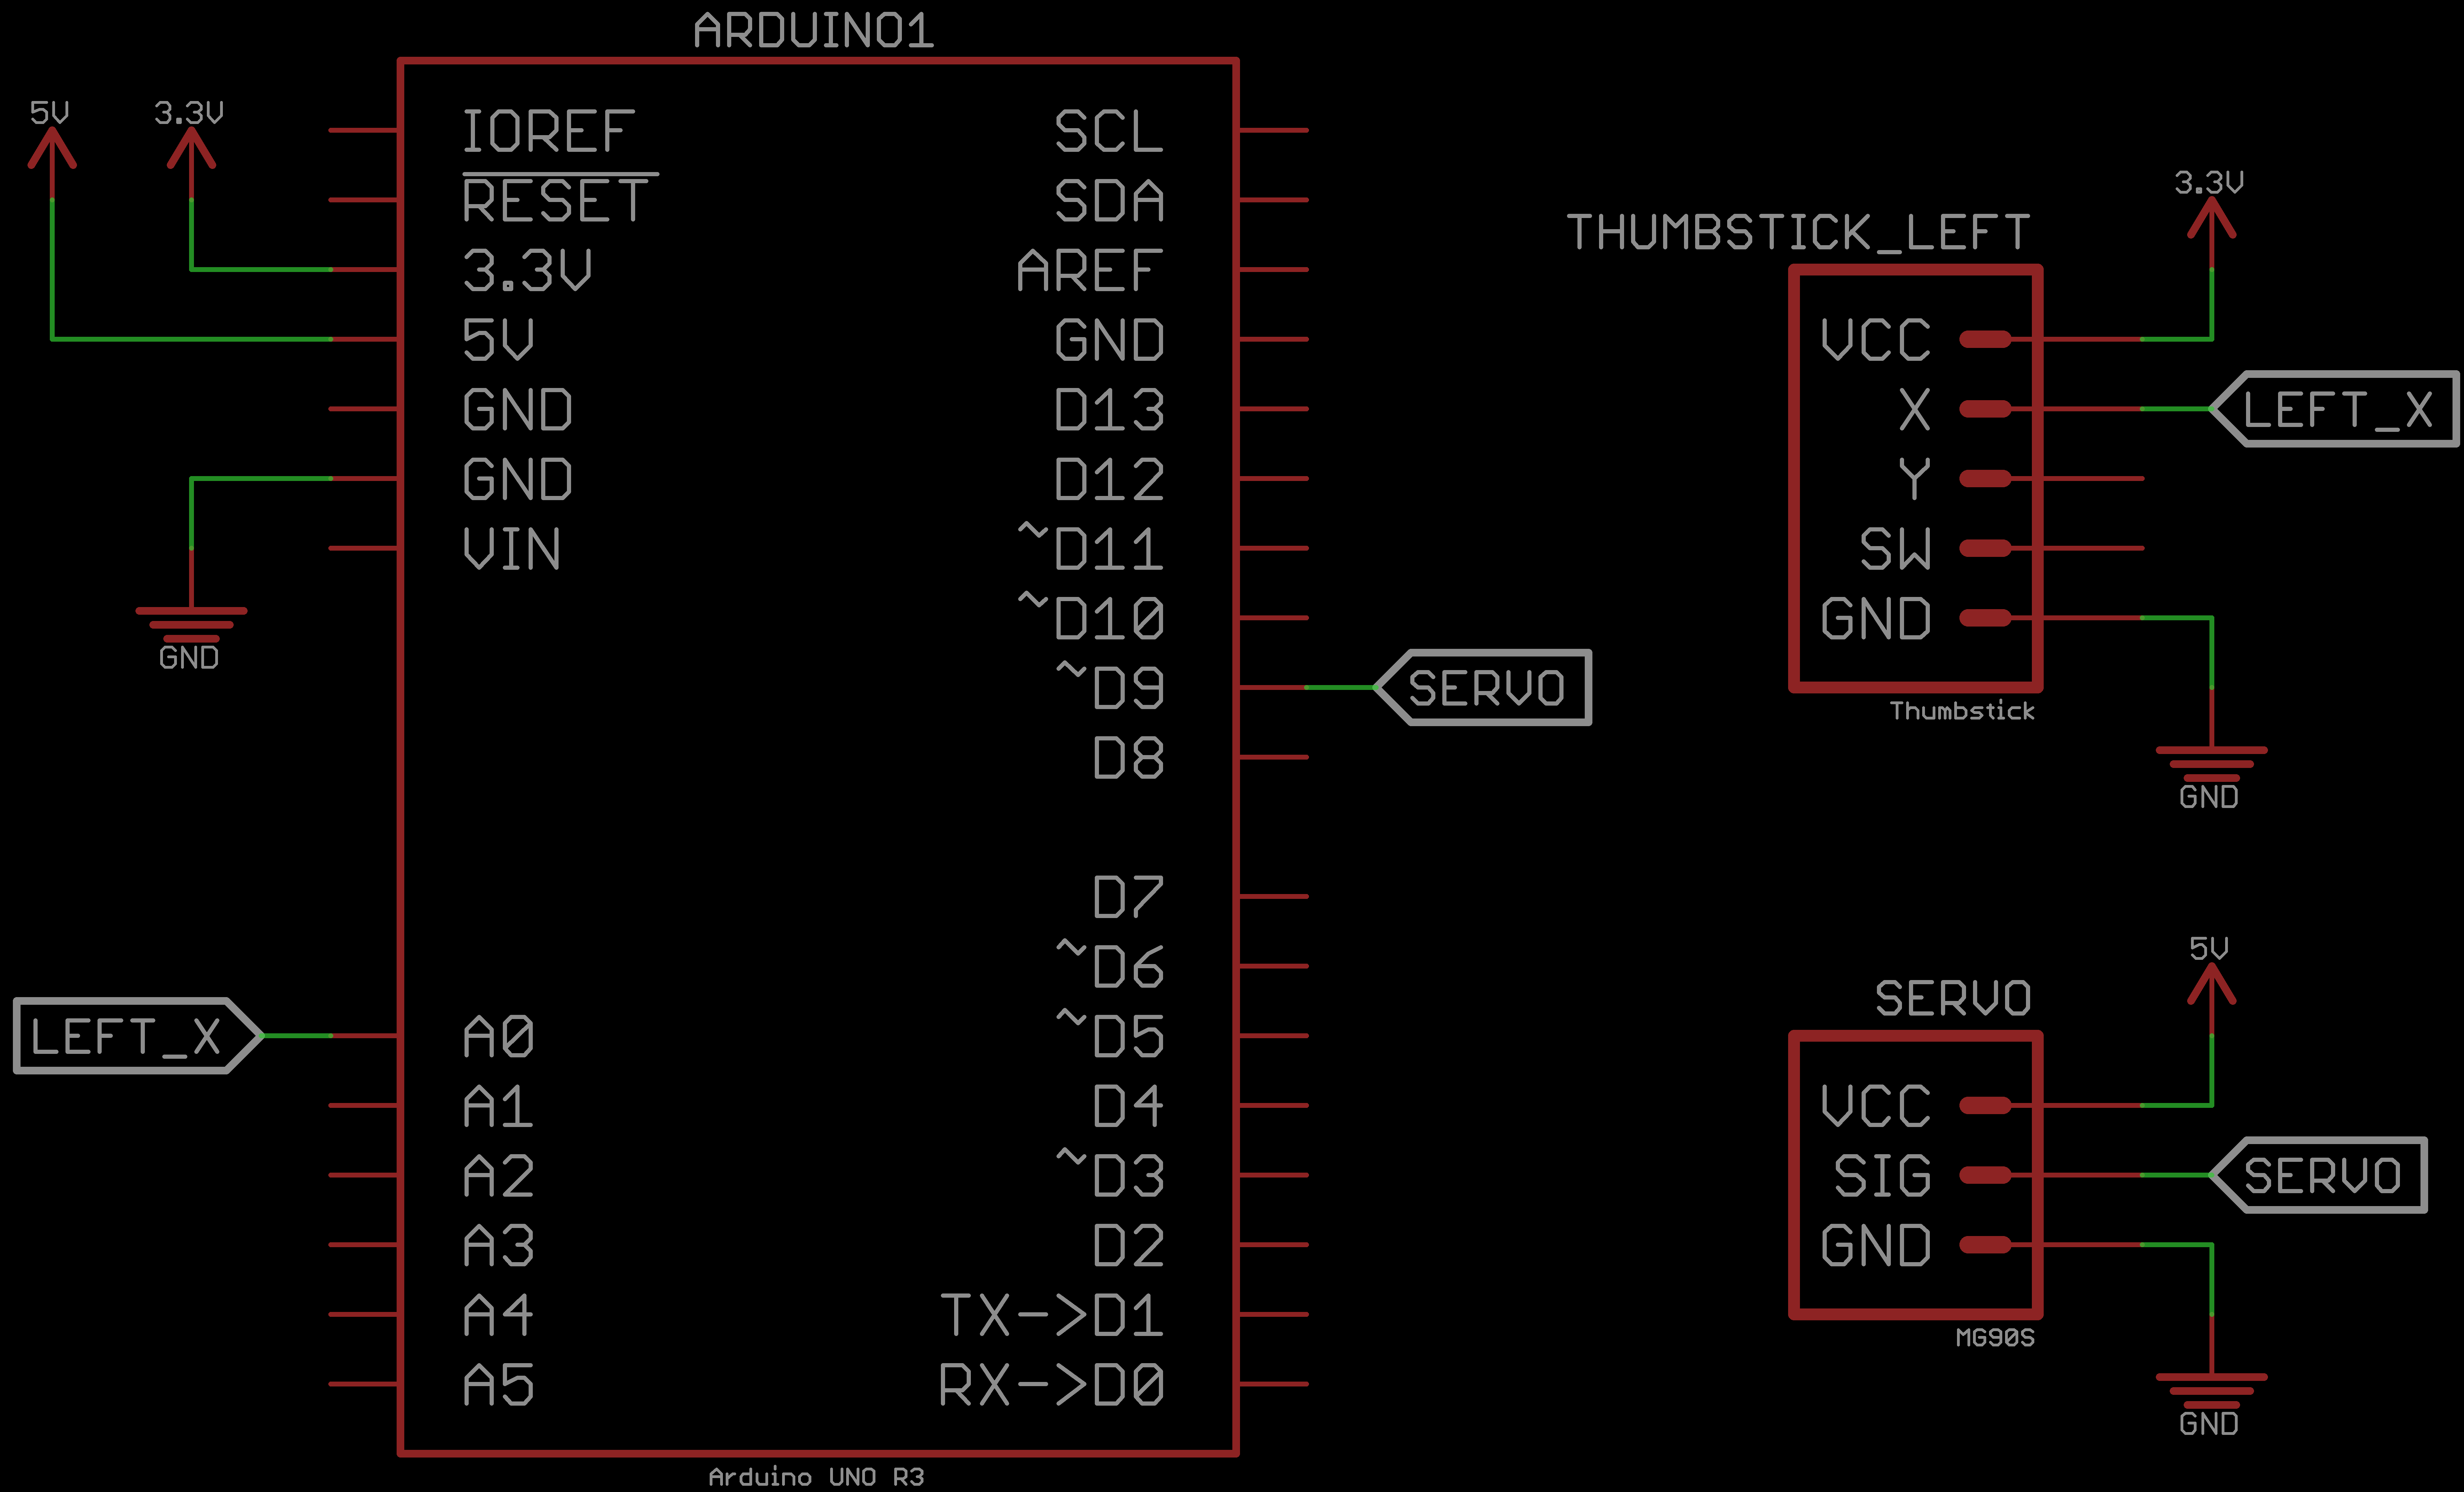 ARDUINO1
5V
3.3V
IOREF
RESET
3.3V
5V
GND
GND
VIN
GND
LEFT_X
A0
A1
A2
A3
A4
A5
SCL
SDA
AREF
GND
D13
D12
~D11
~D10
~D9
D8
D7
~D6
~D5
D4
~D3
D2
TX->D1
RX->D0
SERVO
Arduino UNO R3
3.3V
THUMBSTICK_LEFT
VCC
X
LEFT_X
Y
SW
GND
Thumbstick
GND
5V
SERVO
VCC
SIG
SERVO
GND
MG90S
GND